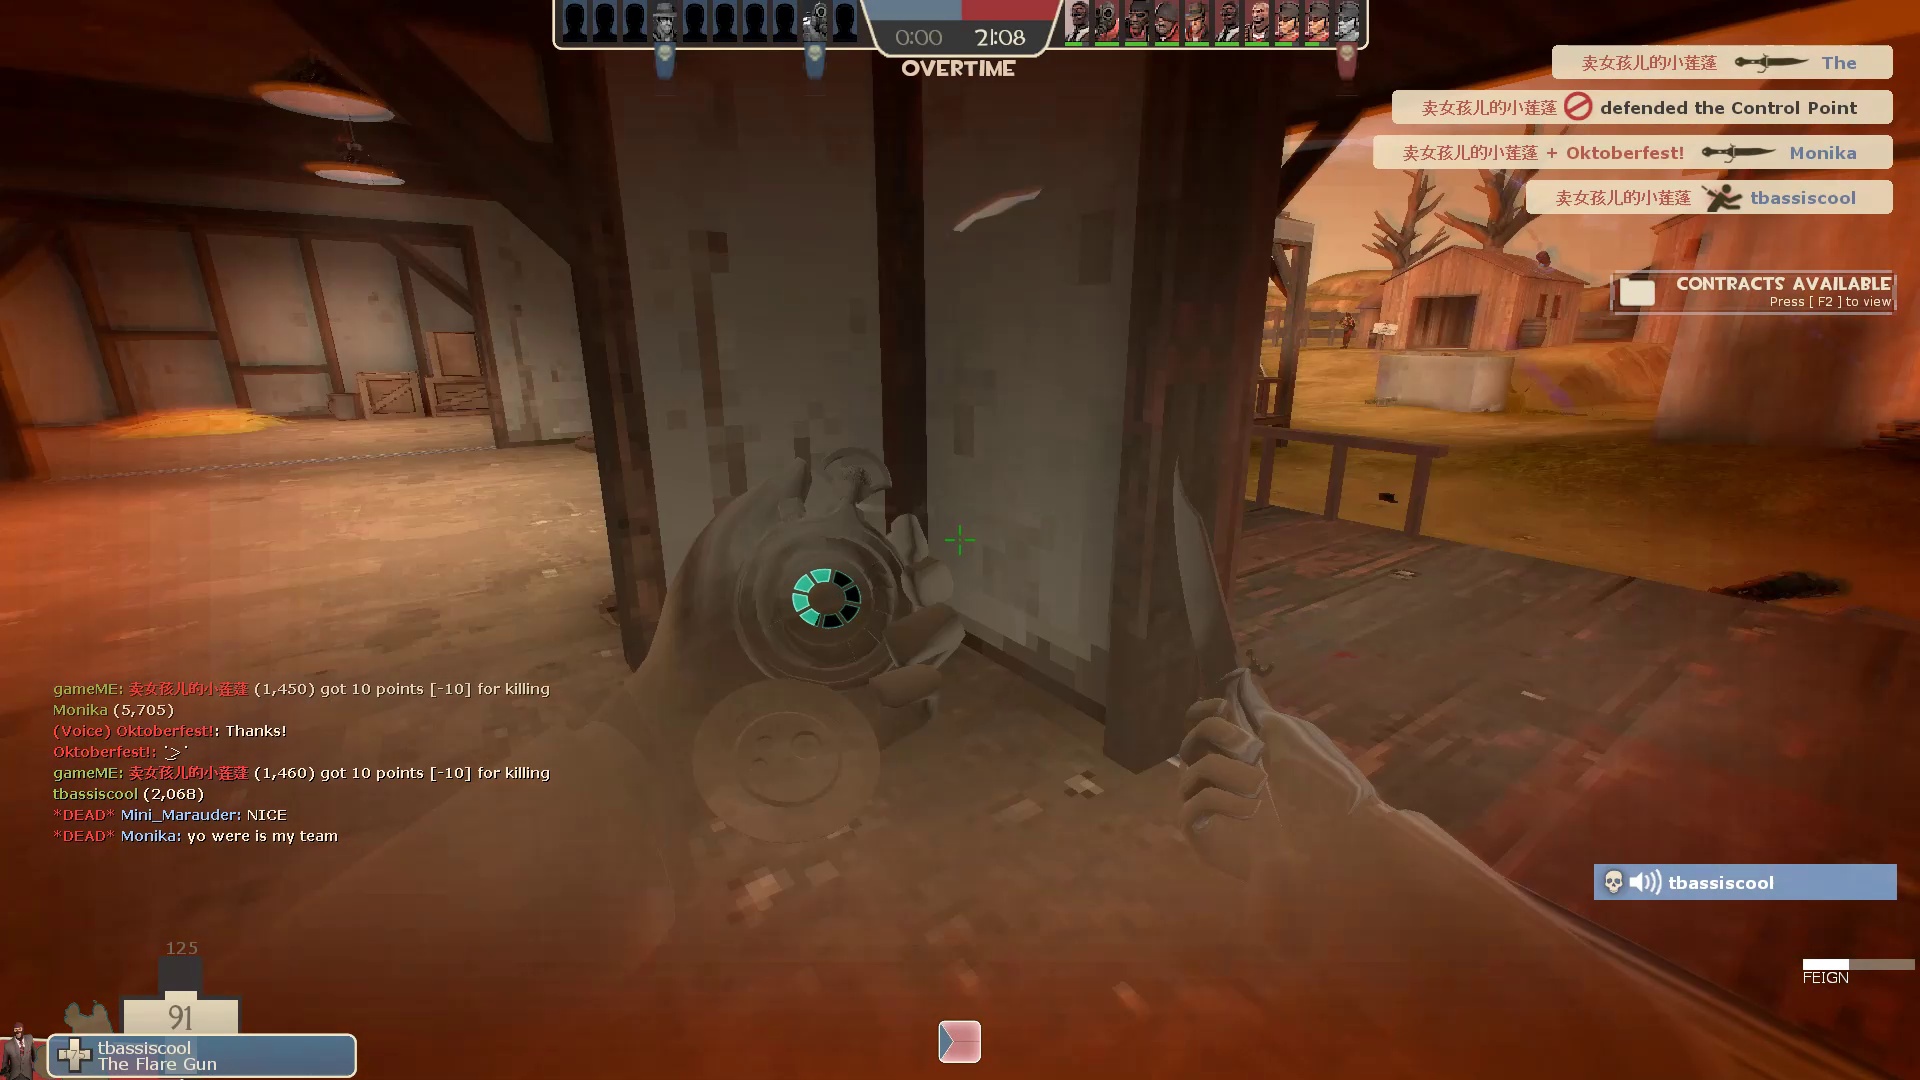 0:00 21:08
OVERTIME
卖女孩儿的小莲蓬 The
卖女孩儿的小莲蓬 defended the Control Point
卖女孩儿的小莲蓬 + Oktoberfest! Monika
卖女孩儿的小莲蓬 tbassiscool
CONTRACTS AVAILABLE
Press [ F2 ] to view
gameME: 卖女孩儿的小莲蓬 (1,450) got 10 points [-10] for killing
Monika (5,705)
(Voice) Oktoberfest!: Thanks!
Oktoberfest!: ˙͜>˙
gameME: 卖女孩儿的小莲蓬 (1,460) got 10 points [-10] for killing
tbassiscool (2,068)
*DEAD* Mini_Marauder: NICE
*DEAD* Monika: yo were is my team
tbassiscool
125
91
FEIGN
175
tbassiscool
The Flare Gun